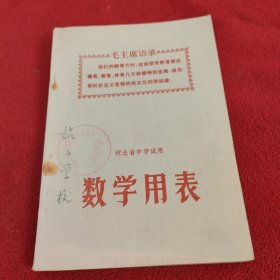 毛主席语录
我们的教育方针，应该使受教育者在
德育、智育、体育几方面都得到发展，成为
有社会主义觉悟的有文化的劳动者。
河北省中学试用
数学用表
学校